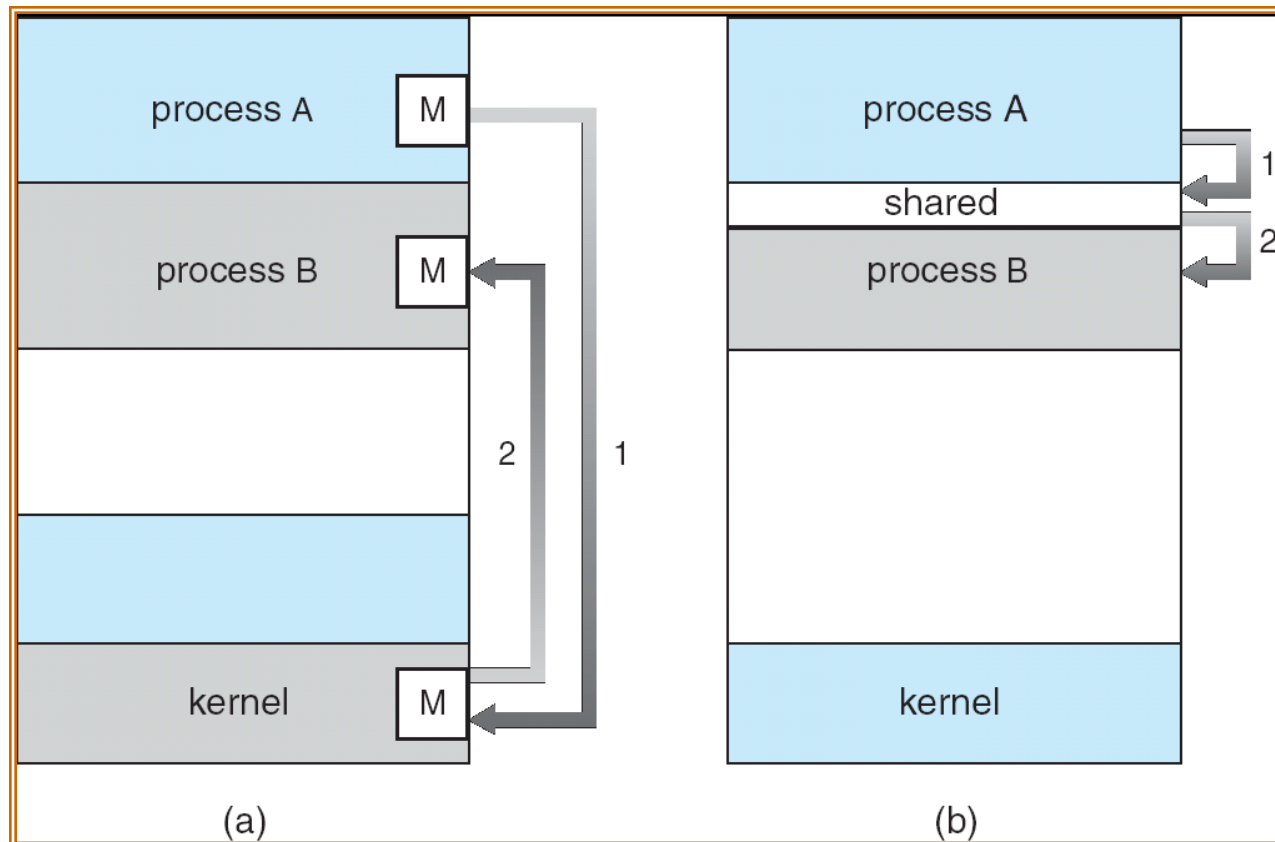 process A
M
process B
M
2
1
kernel
M
(a)
process A
1
shared
2
process B
kernel
(b)